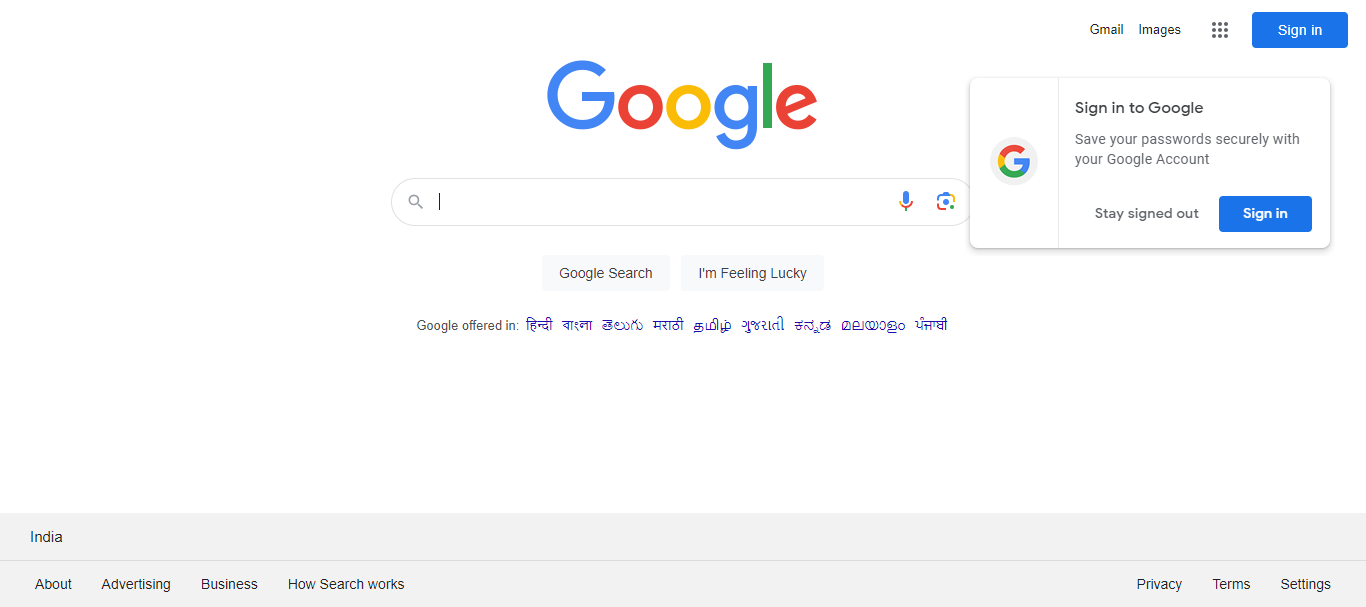 Gmail Images Sign in
Google
Sign in to Google
Save your passwords securely with
your Google Account
Stay signed out Sign in
Google Search I'm Feeling Lucky
Google offered in: हिन्दी বাংলা తెలుగు मराठी தமிழ் ગુજરાતી ಕನ್ನಡ മലയാളം ਪੰਜਾਬੀ
India
About Advertising Business How Search works Privacy Terms Settings